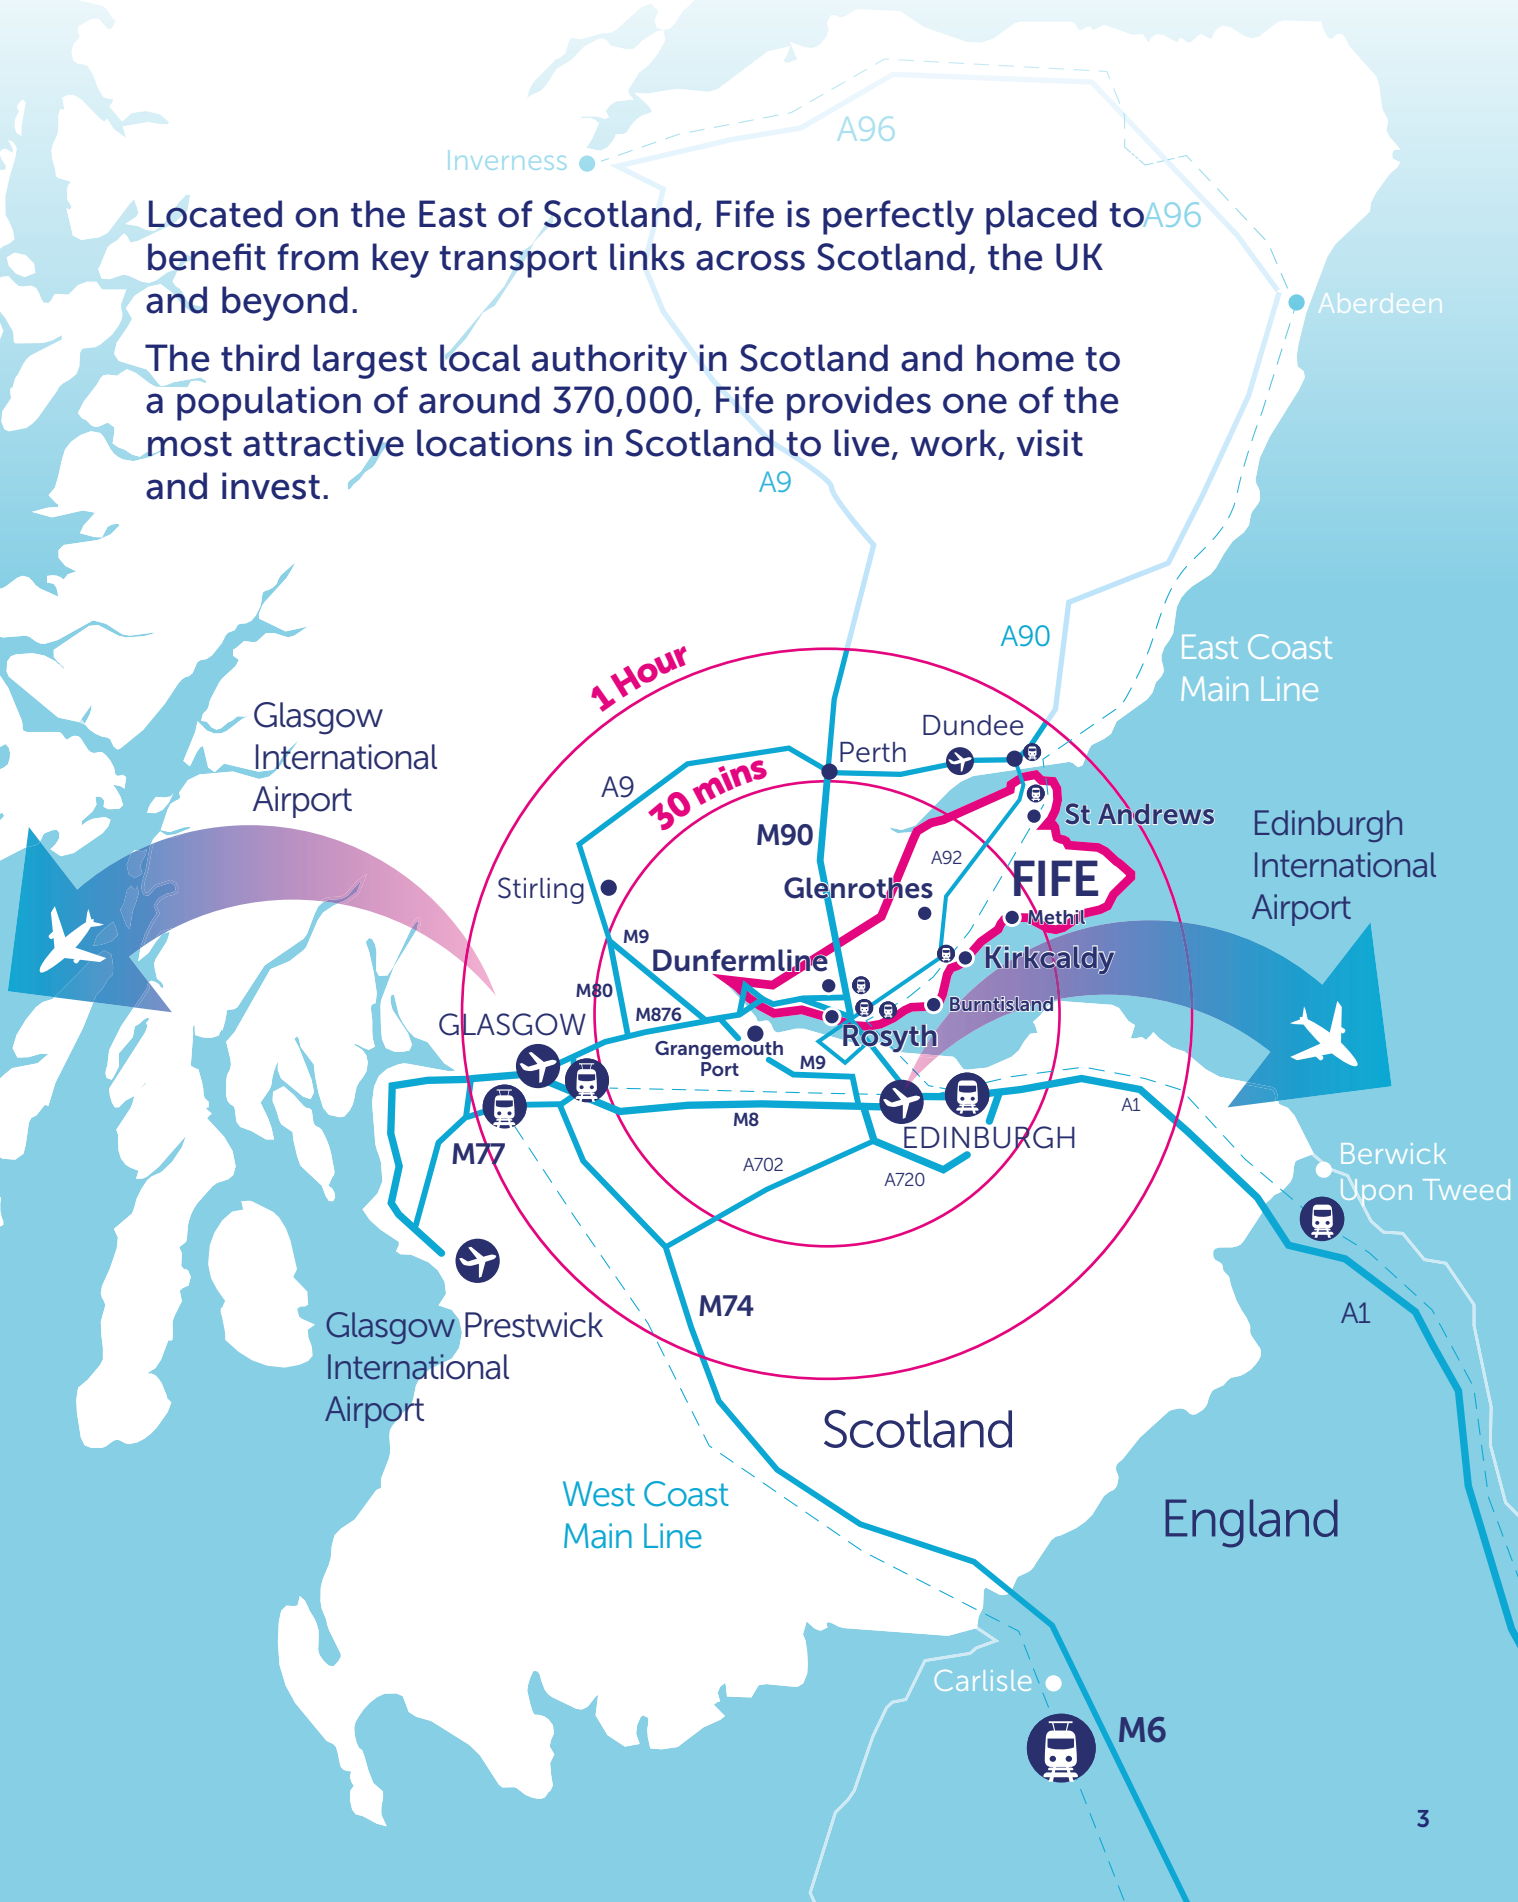 A96
Inverness
Located on the East of Scotland, Fife is perfectly placed to
A96
benefit from key transport links across Scotland, the UK
and beyond.
Aberdeen
The third largest local authority in Scotland and home to
a population of around 370,000, Fife provides one of the
most attractive locations in Scotland to live, work, visit
and invest.
A9
A90
East Coast
Main Line
1 Hour
Glasgow
International
Airport
Dundee
Perth
A9
30 mins
M90
St Andrews
Edinburgh
International
Airport
A92
FIFE
Stirling
Glenrothes
Methil
M9
Dunfermline
Kirkcaldy
M80
Burntisland
M876
GLASGOW
Rosyth
Grangemouth
Port
M9
M8
A1
EDINBURGH
M77
A702
A720
Berwick
Upon Tweed
M74
A1
Glasgow Prestwick
International
Airport
Scotland
West Coast
Main Line
England
Carlisle
M6
3